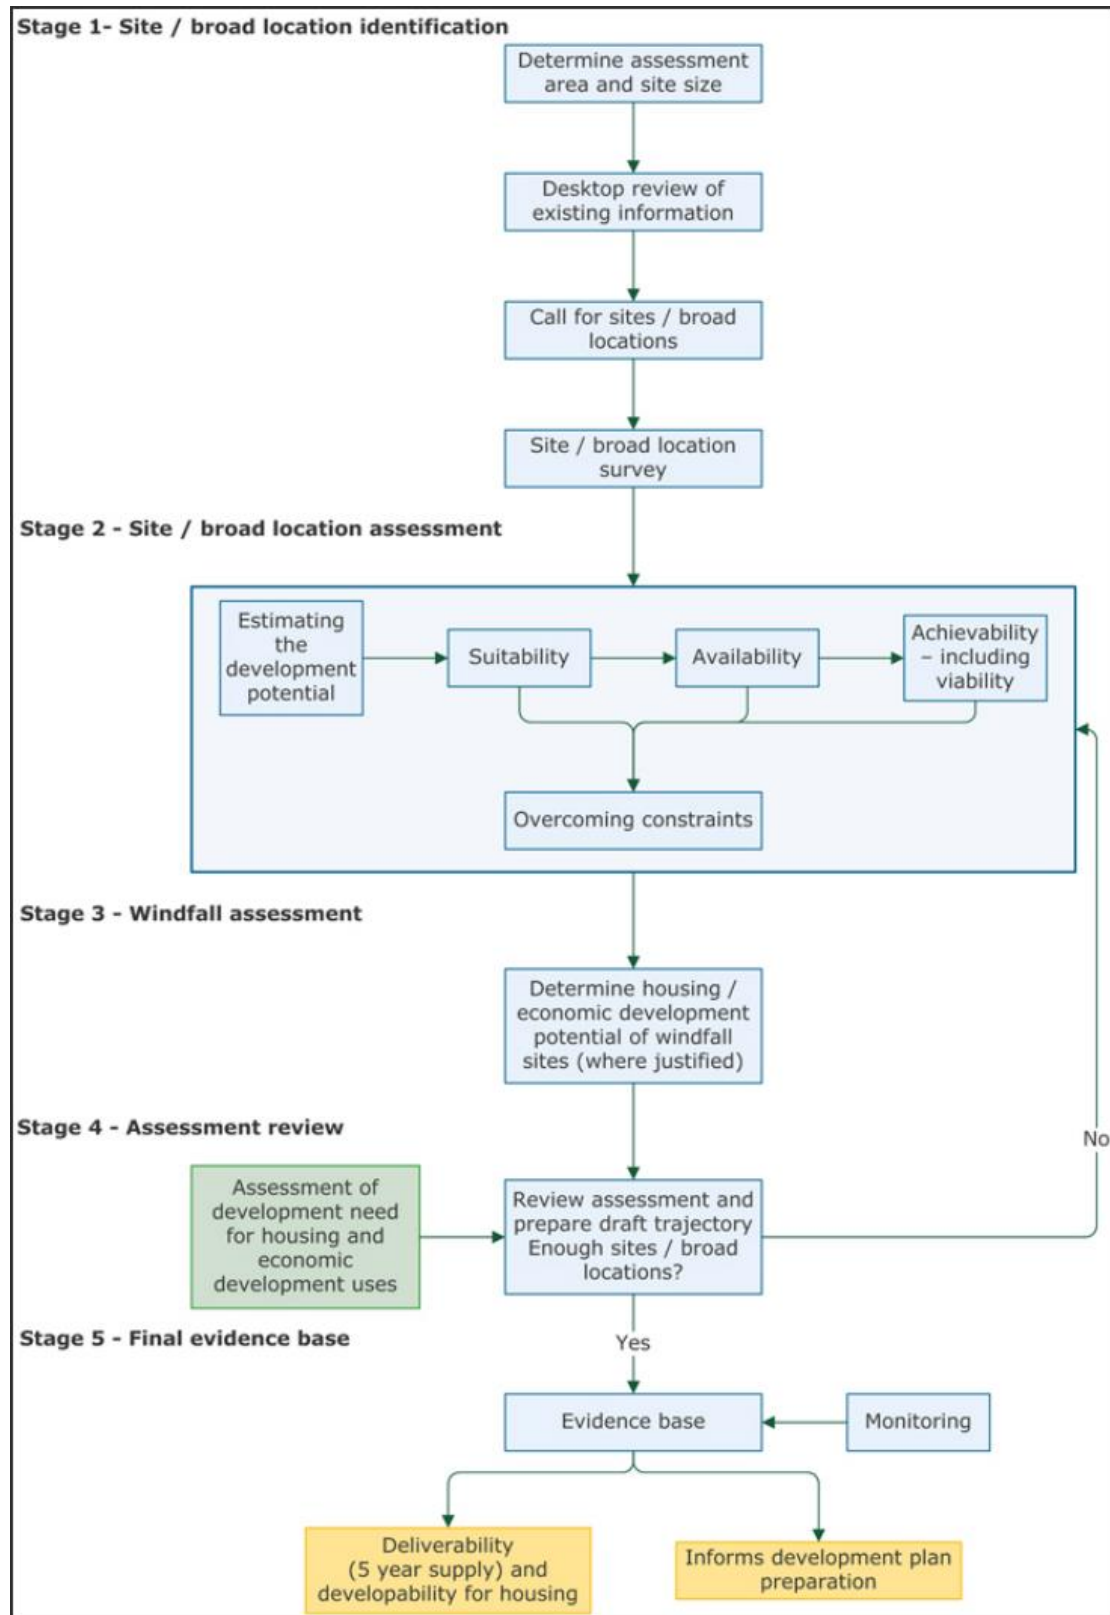 Stage 1- Site / broad location identification
Determine assessment
area and site size
Desktop review of
existing information
Call for sites / broad
locations
Site / broad location
survey
Stage 2 - Site / broad location assessment
Estimating
the
development
potential
Suitability
Availability
Achievability
– including
viability
Overcoming constraints
Stage 3 - Windfall assessment
Determine housing /
economic development
potential of windfall
sites (where justified)
Stage 4 - Assessment review
Assessment of
development need
for housing and
economic
development uses
Review assessment and
prepare draft trajectory
Enough sites / broad
locations?
No
Stage 5 - Final evidence base
Yes
Evidence base
Monitoring
Deliverability
(5 year supply) and
developability for housing
Informs development plan
preparation